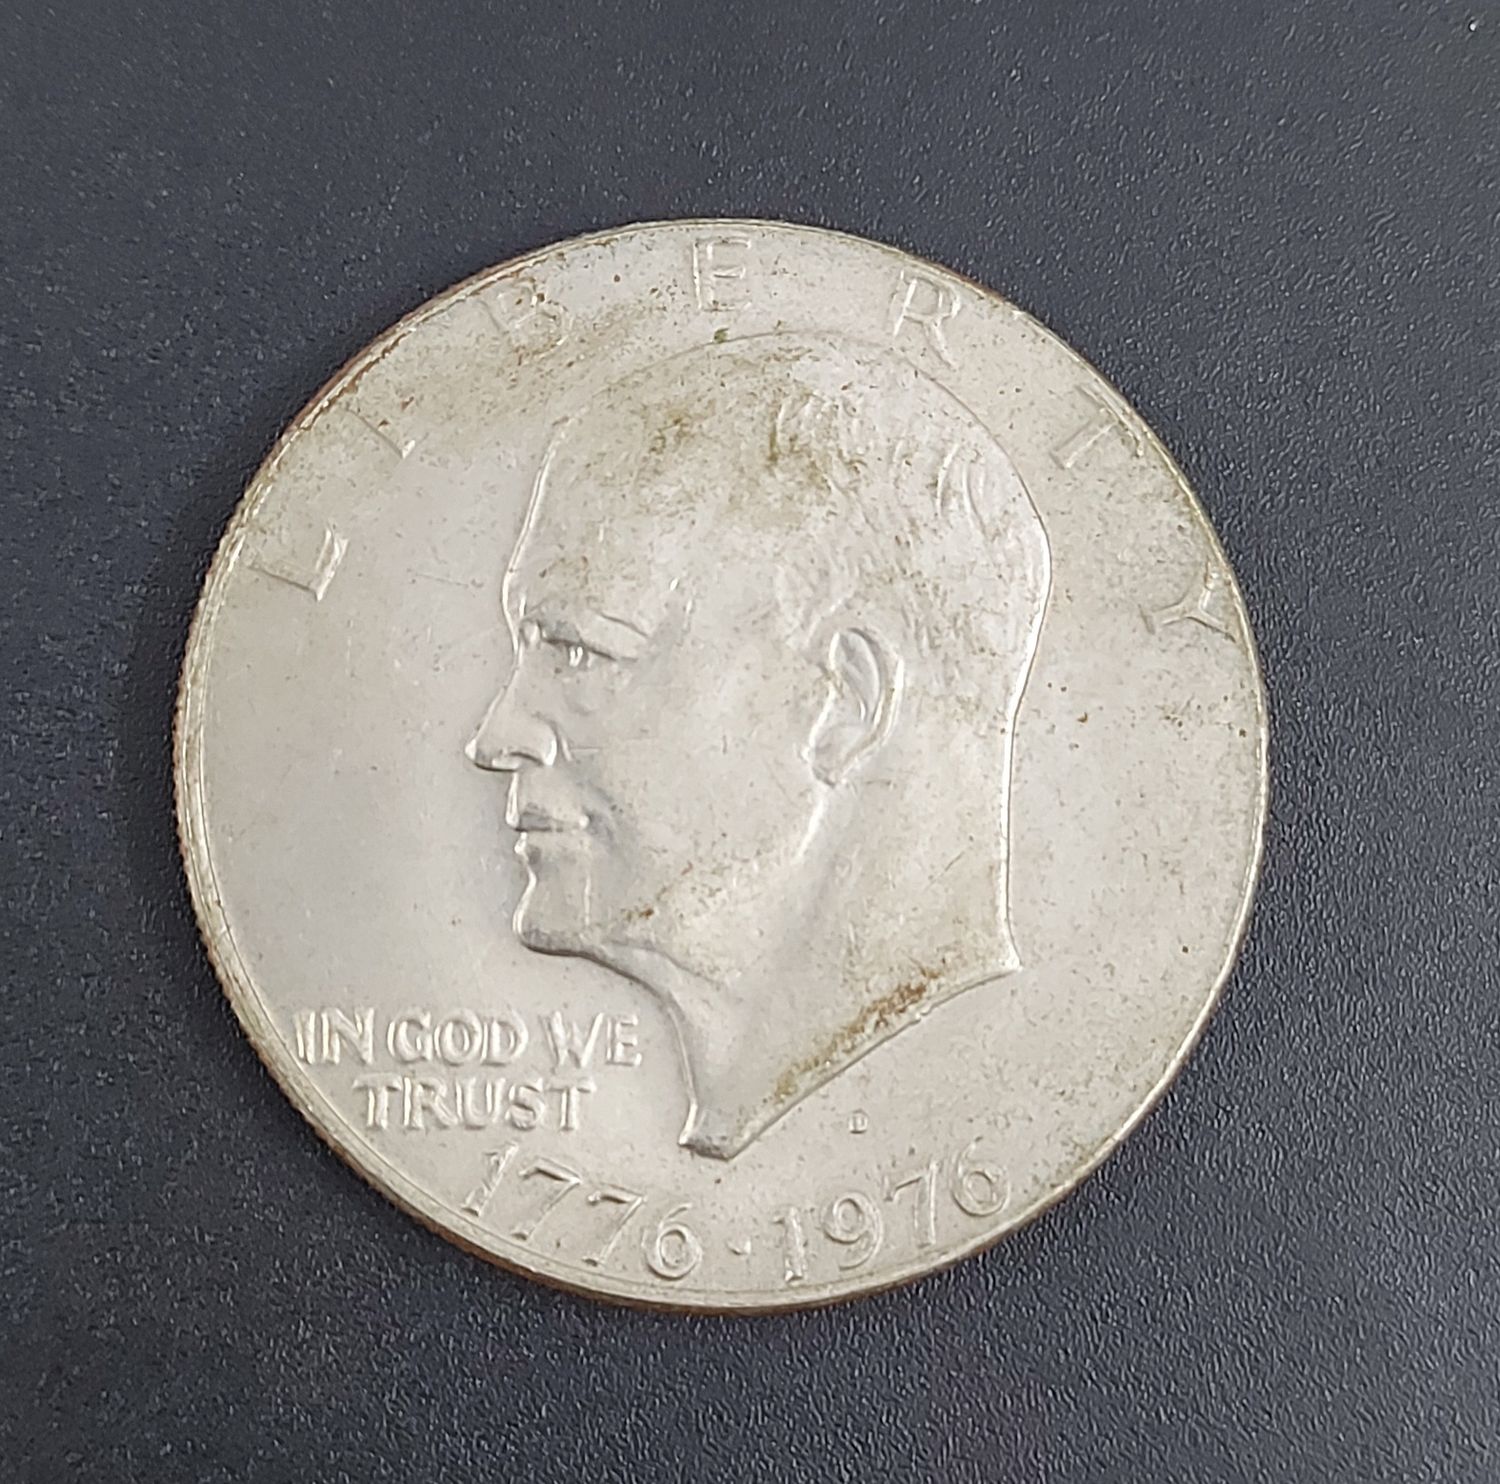 LIBERTY
IN GOD WE
TRUST
D
1776·1976